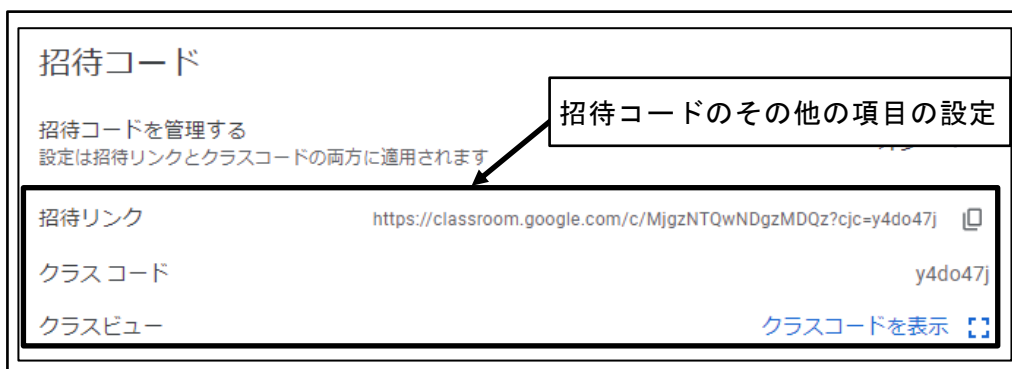 招待コード
招待コードのその他の項目の設定
招待コードを管理する
設定は招待リンクとクラスコードの両方に適用されます
招待リンク https://classroom.google.com/c/MjgzNTQwNDgzMDQz?cjc=y4do47j
クラス コード y4do47j
クラスビュー クラスコードを表示